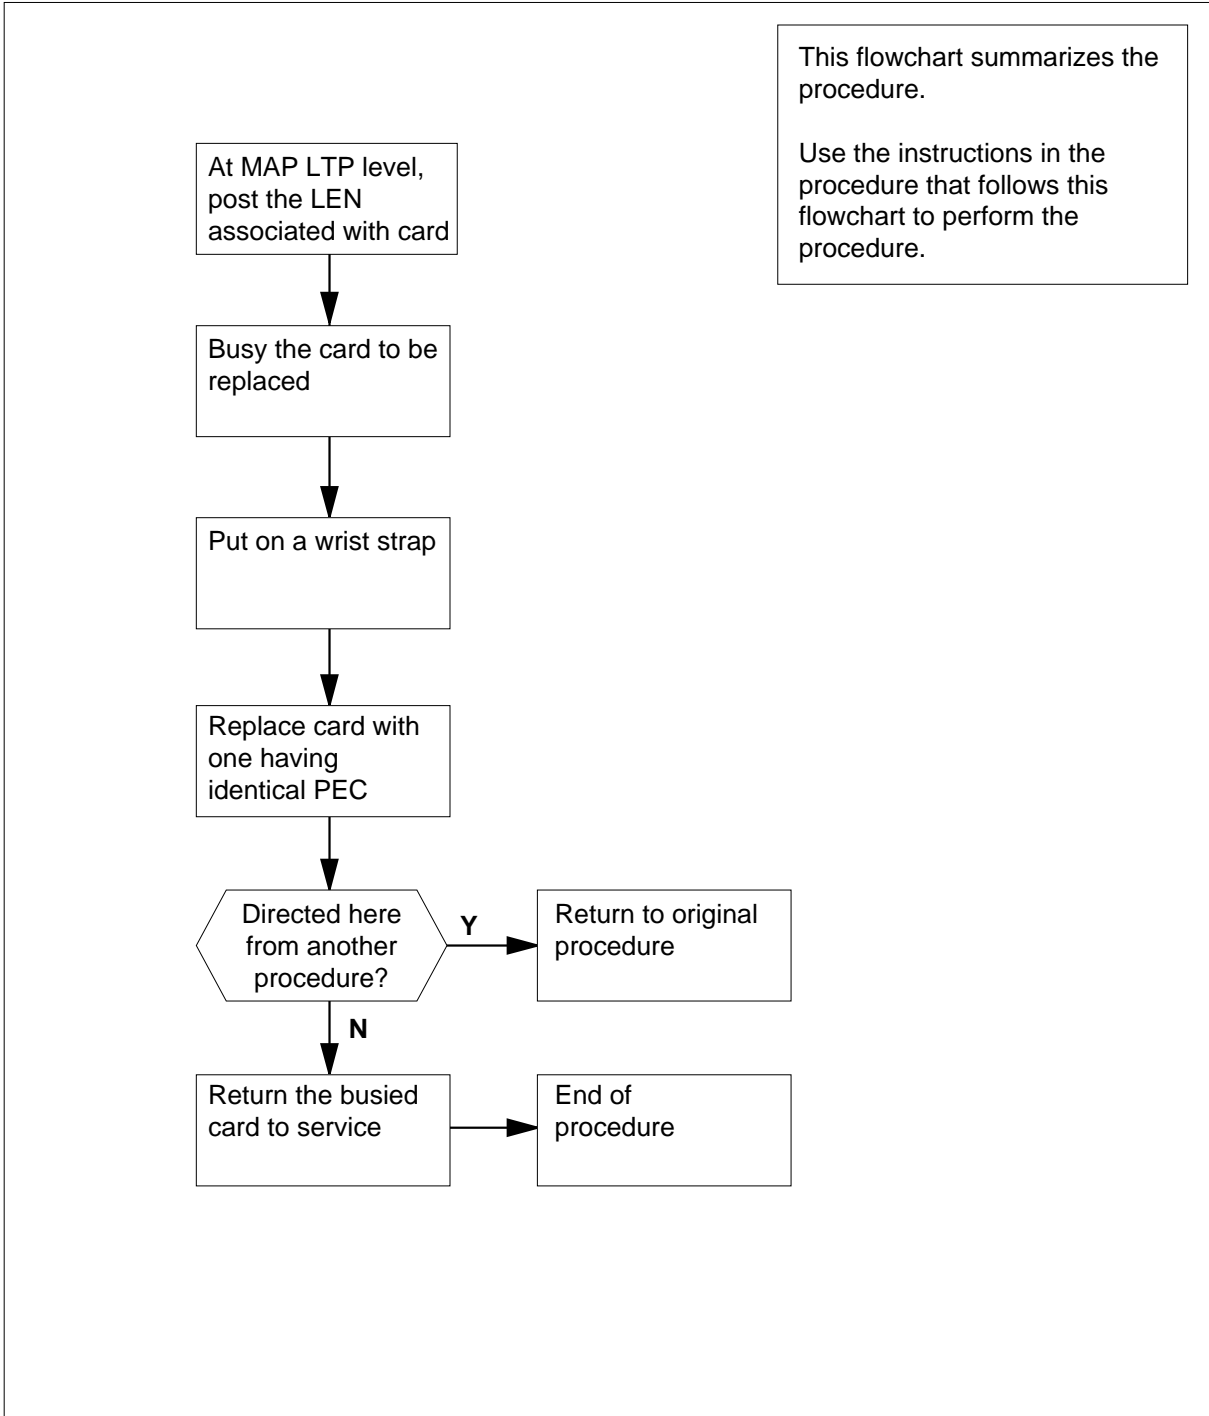 This flowchart summarizes the
procedure.
Use the instructions in the
procedure that follows this
flowchart to perform the
procedure.
At MAP LTP level,
post the LEN
associated with card
Busy the card to be
replaced
Put on a wrist strap
Replace card with
one having
identical PEC
Directed here
from another
procedure?
Y
Return to original
procedure
N
Return the busied
card to service
End of
procedure